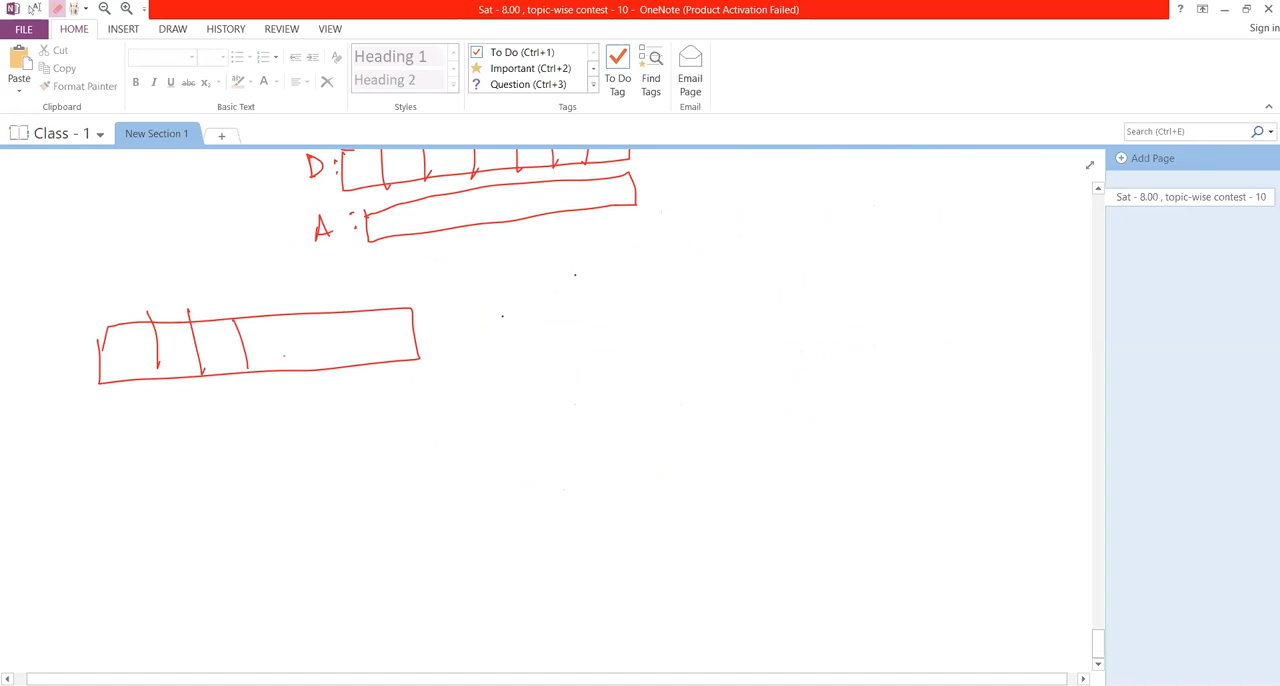 Sat - 8.00 , topic-wise contest - 10 - OneNote (Product Activation Failed)
FILE HOME INSERT DRAW HISTORY REVIEW VIEW Sign in
Paste
Cut
Copy
Format Painter
B I U abc x₂ A
Heading 1
Heading 2
To Do (Ctrl+1)
Important (Ctrl+2)
Question (Ctrl+3)
To Do Tag
Find Tags
Email Page
Clipboard Basic Text Styles Tags Email
Class - 1 New Section 1
Search (Ctrl+E)
Add Page
Sat - 8.00 , topic-wise contest - 10
D :
A :